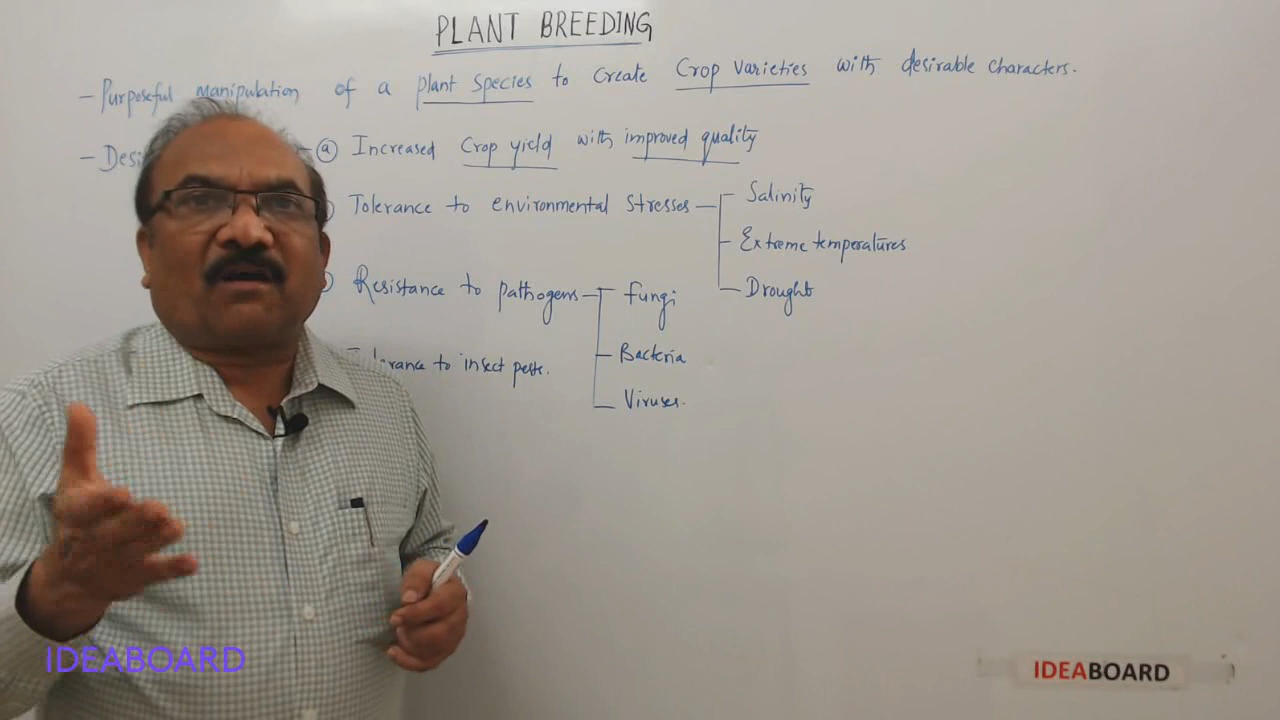 PLANT BREEDING
- Purposeful manipulation of a plant species to create Crop varieties with desirable characters.
- Desi
ⓐ Increased Crop yield with improved quality
Tolerance to environmental stresses
Salinity
Extreme temperatures
Drought
Resistance to pathogens
Fungi
Bacteria
Viruses.
to insect pests.
IDEABOARD
IDEABOARD